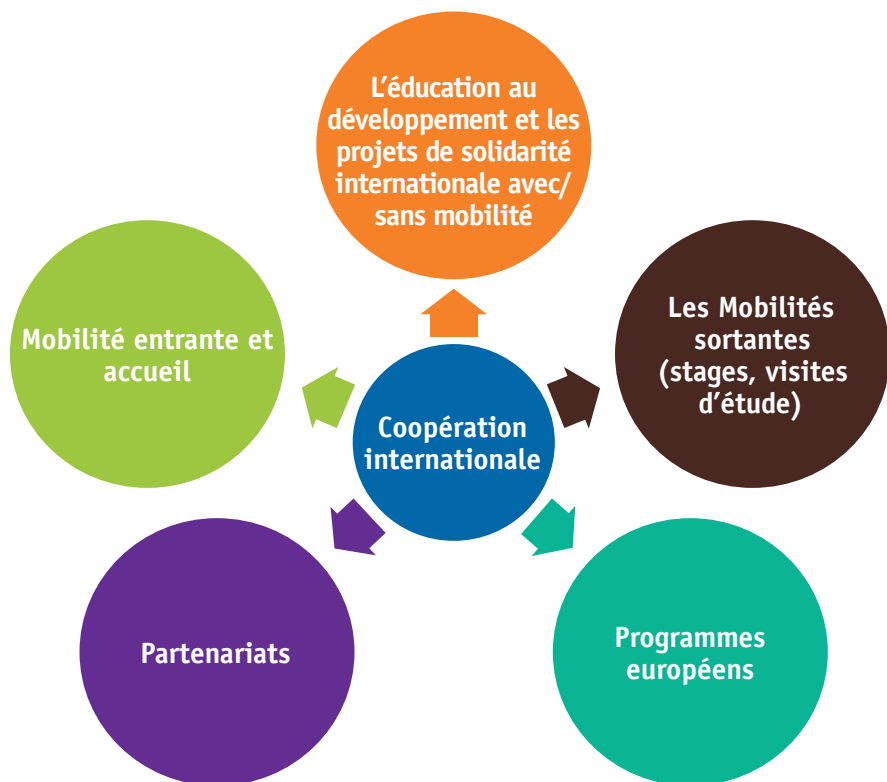 L'éducation au
développement et les
projets de solidarité
internationale avec/
sans mobilité
Mobilité entrante et
accueil
Les Mobilités
sortantes
(stages, visites
d'étude)
Coopération
internationale
Partenariats
Programmes
européens